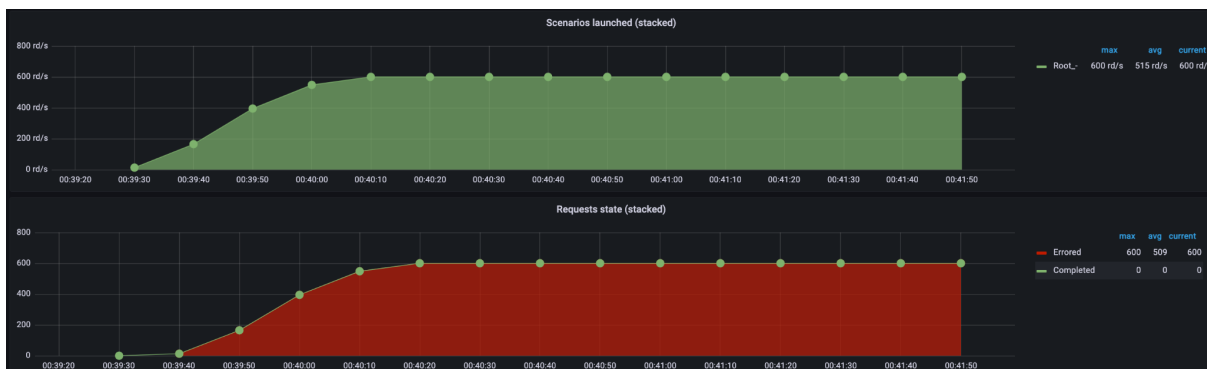 Scenarios launched (stacked)
800 rd/s
600 rd/s
400 rd/s
200 rd/s
0 rd/s
00:39:20 00:39:30 00:39:40 00:39:50 00:40:00 00:40:10 00:40:20 00:40:30 00:40:40 00:40:50 00:41:00 00:41:10 00:41:20 00:41:30 00:41:40 00:41:50
max avg current
Root_- 600 rd/s 515 rd/s 600 rd/
Requests state (stacked)
800
600
400
200
0
00:39:20 00:39:30 00:39:40 00:39:50 00:40:00 00:40:10 00:40:20 00:40:30 00:40:40 00:40:50 00:41:00 00:41:10 00:41:20 00:41:30 00:41:40 00:41:50
max avg current
Errored 600 509 600
Completed 0 0 0